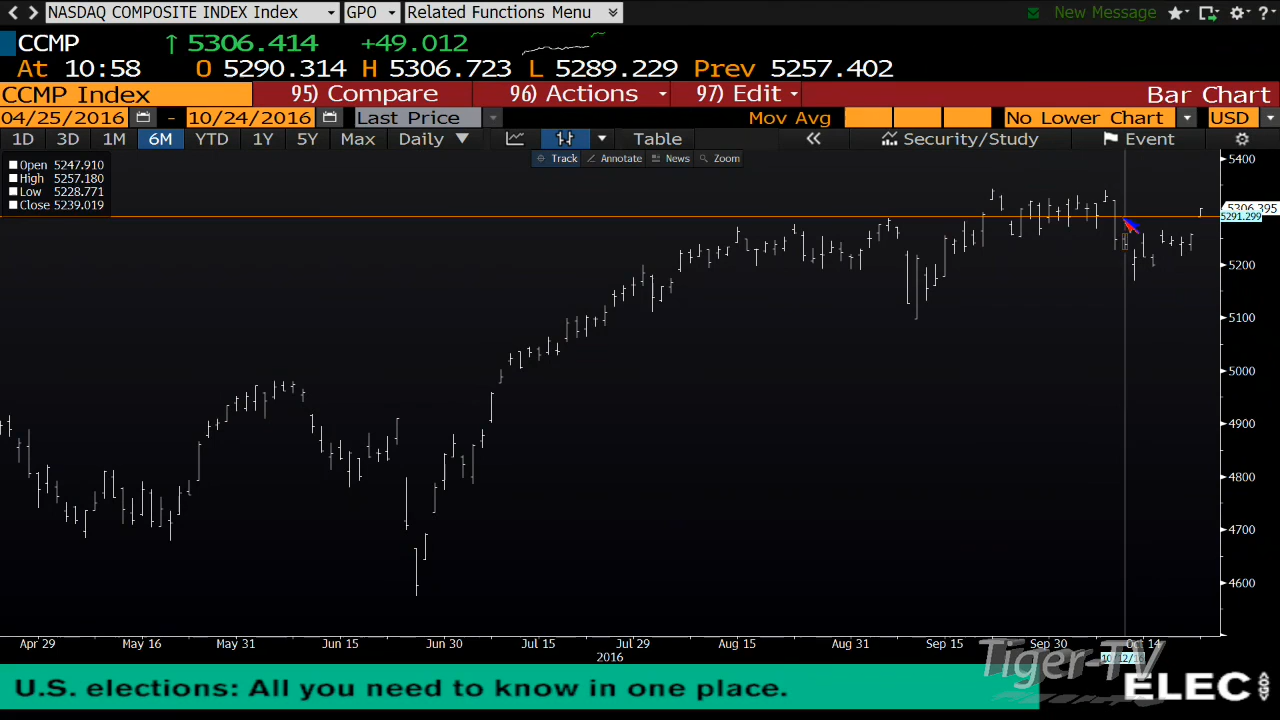 NASDAQ COMPOSITE INDEX Index GPO Related Functions Menu New Message ?
CCMP 5306.414 +49.012
At 10:58 O 5290.314 H 5306.723 L 5289.229 Prev 5257.402
CCMP Index 95) Compare 96) Actions 97) Edit Bar Chart
04/25/2016 - 10/24/2016 Last Price Mov Avg No Lower Chart USD
1D 3D 1M 6M YTD 1Y 5Y Max Daily Table Security/Study Event
Track Annotate News Zoom
Open 5247.910
High 5257.180
Low 5228.771
Close 5239.019
5400
5306.395
5291.299
5200
5100
5000
4900
4800
4700
4600
Apr 29 May 16 May 31 Jun 15 Jun 30 Jul 15 Jul 29 Aug 15 Aug 31 Sep 15 Sep 30 Oct 14
2016
10/12/16
Tiger-TV
U.S. elections: All you need to know in one place.
ELEC